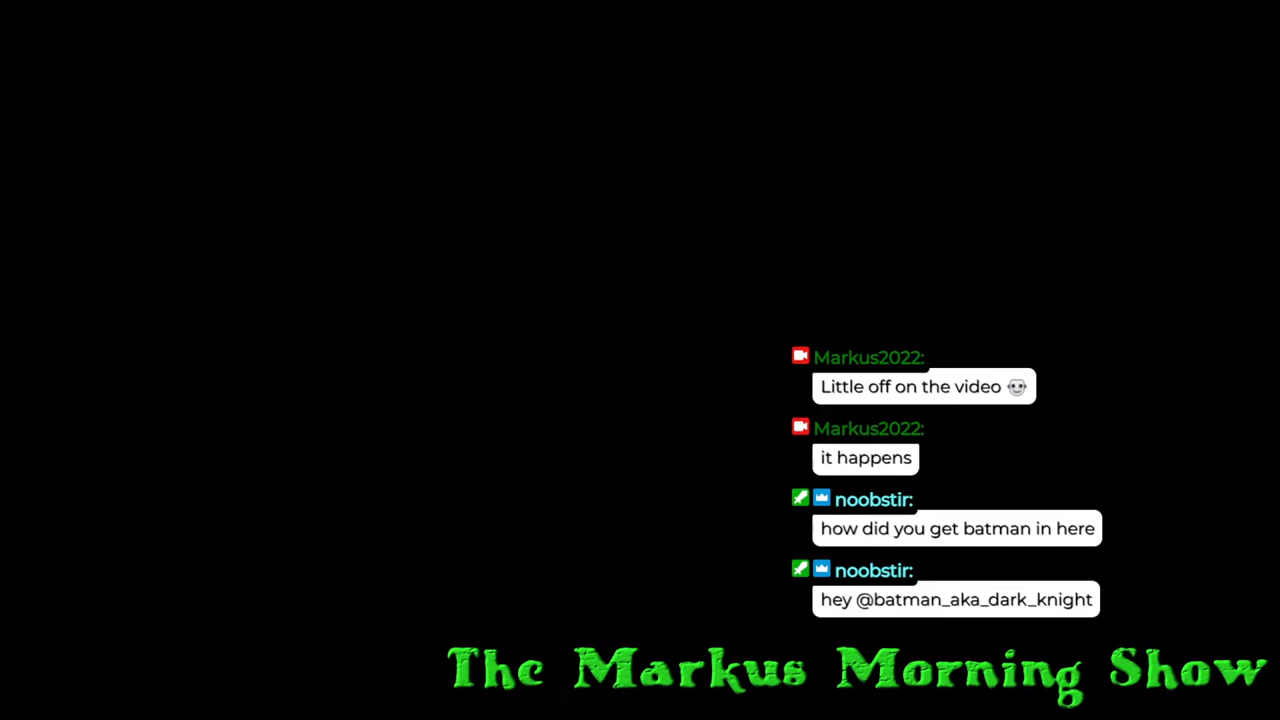 Markus2022:
Little off on the video
Markus2022:
it happens
noobstir:
how did you get batman in here
noobstir:
hey @batman_aka_dark_knight
The Markus Morning Show